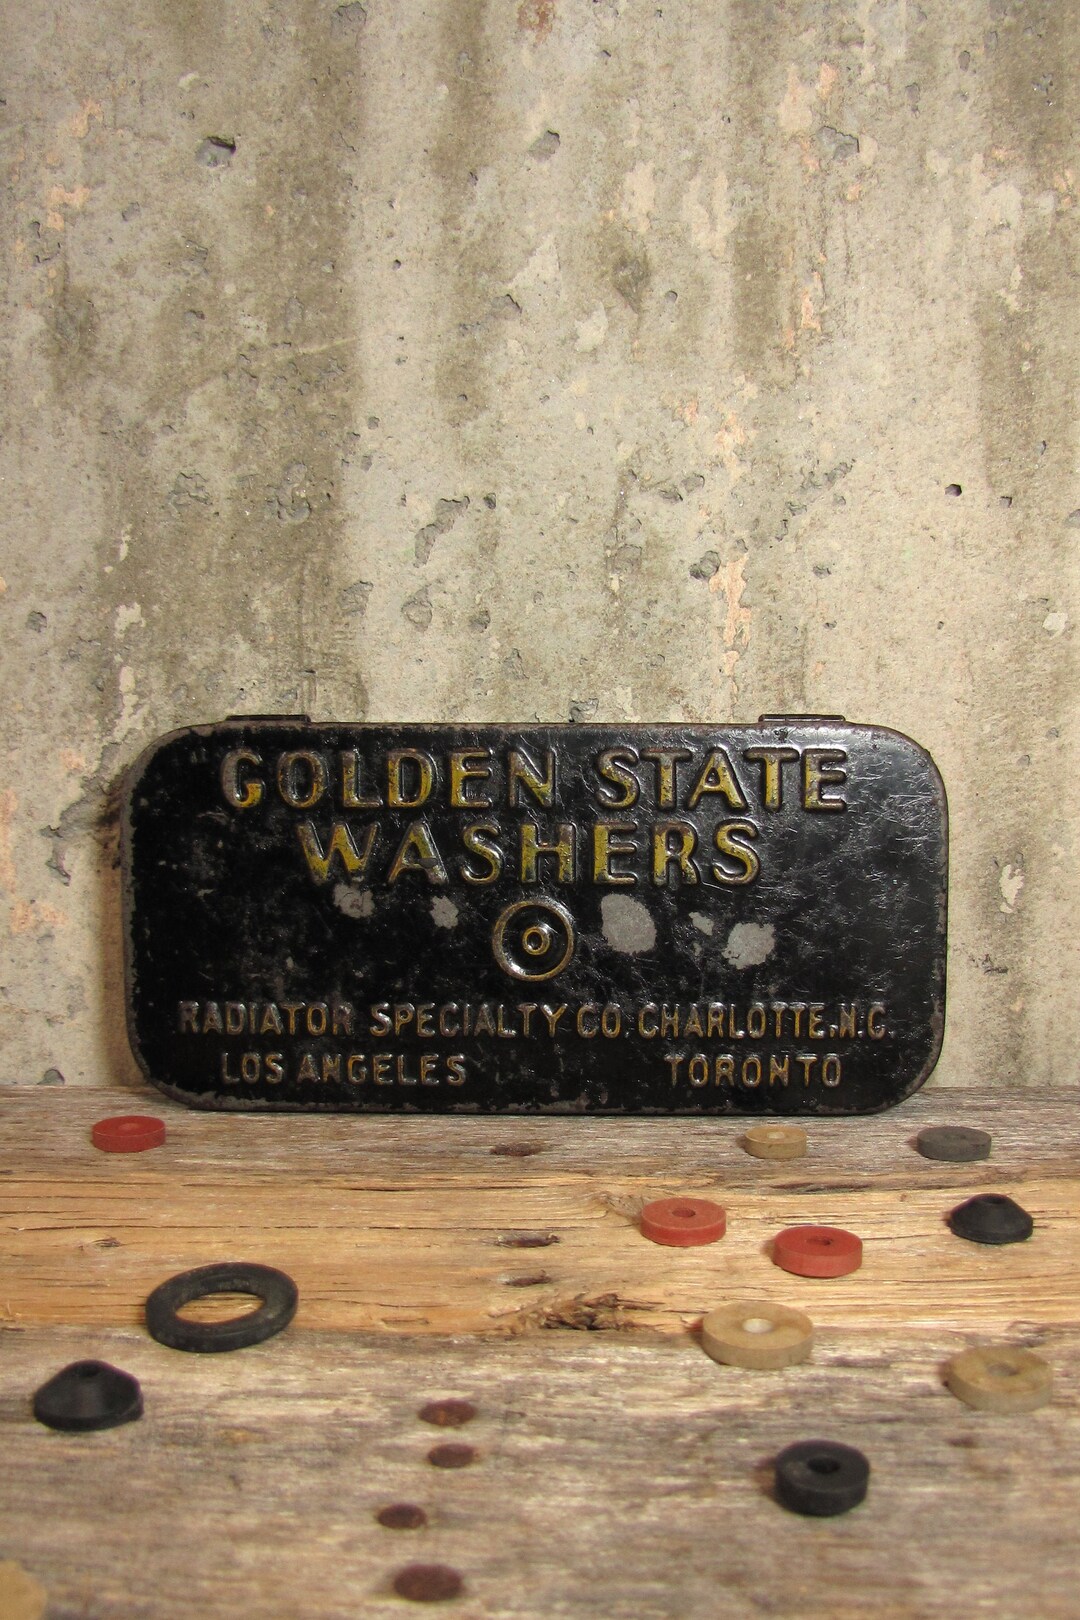 GOLDEN STATE
WASHERS
RADIATOR SPECIALTY CO. CHARLOTTE, N.C.
LOS ANGELES TORONTO